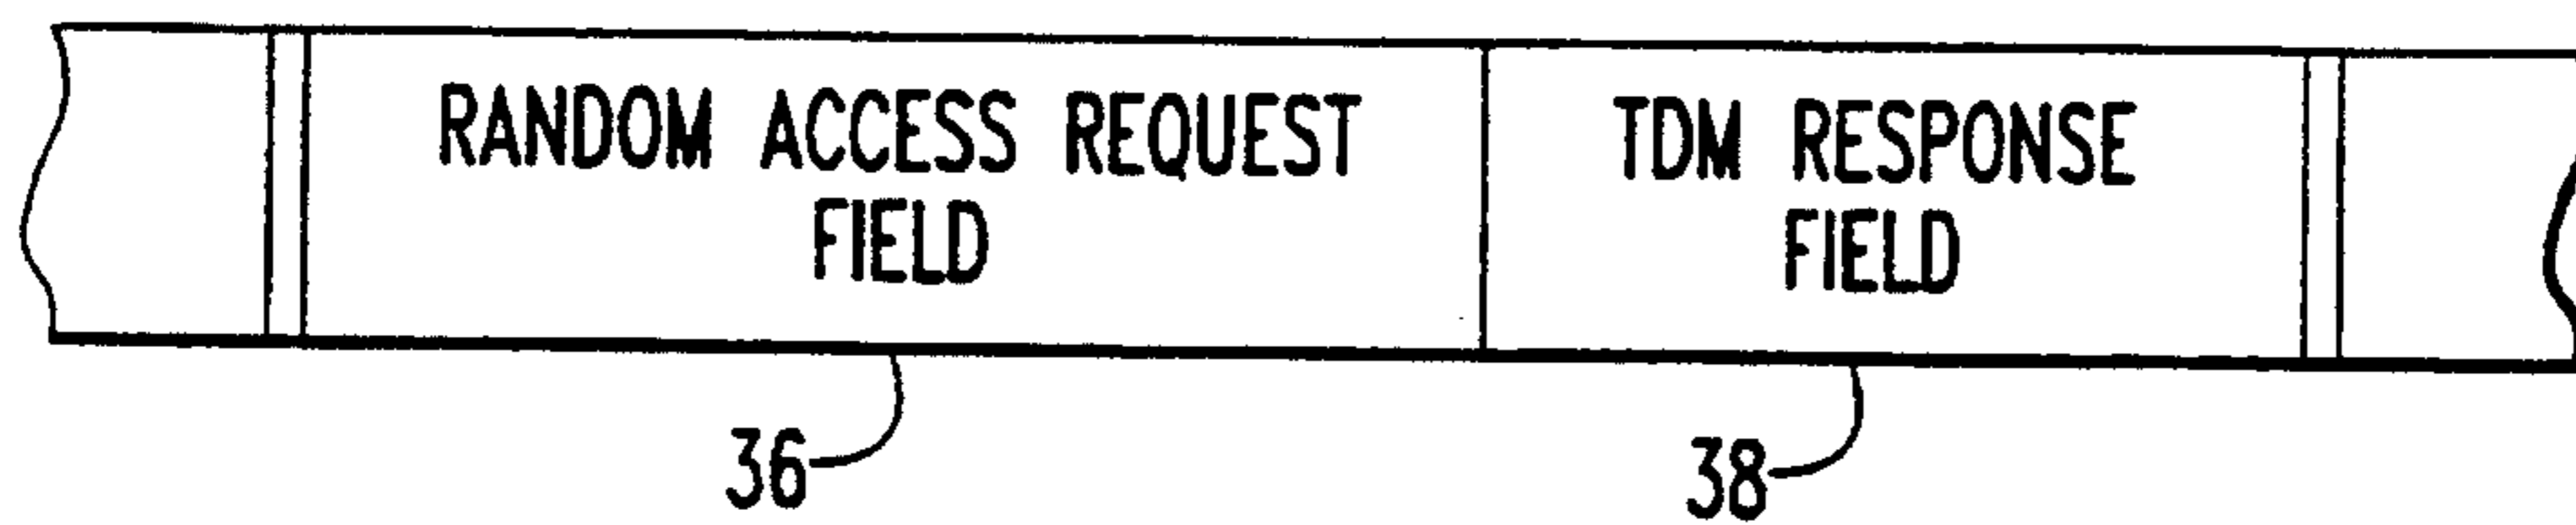 RANDOM ACCESS REQUEST
FIELD
TDM RESPONSE
FIELD
36
38